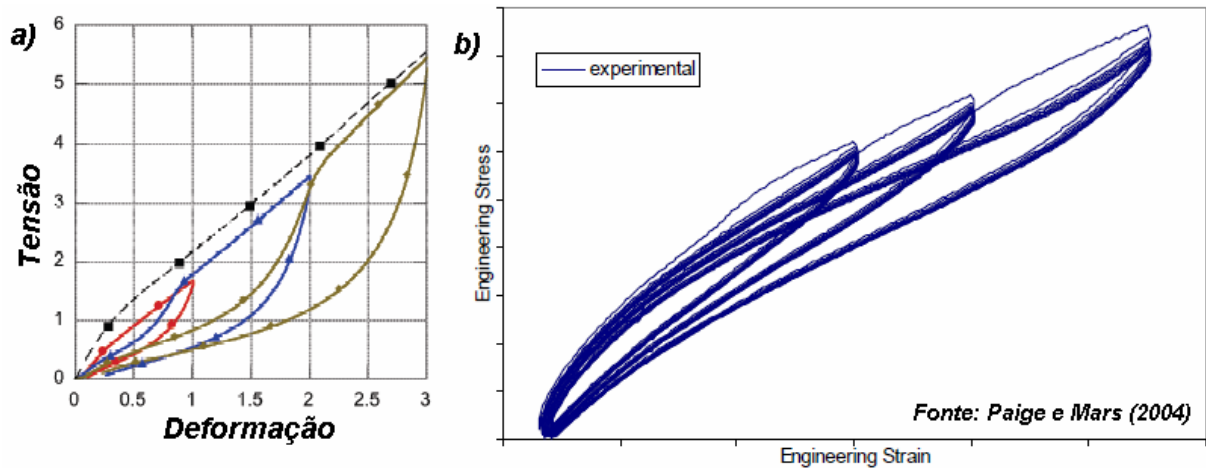 a)
6
5
4
3
2
1
0
Tensão
0
0.5
1
1.5
2
2.5
3
Deformação
b)
experimental
Engineering Stress
Engineering Strain
Fonte: Paige e Mars (2004)